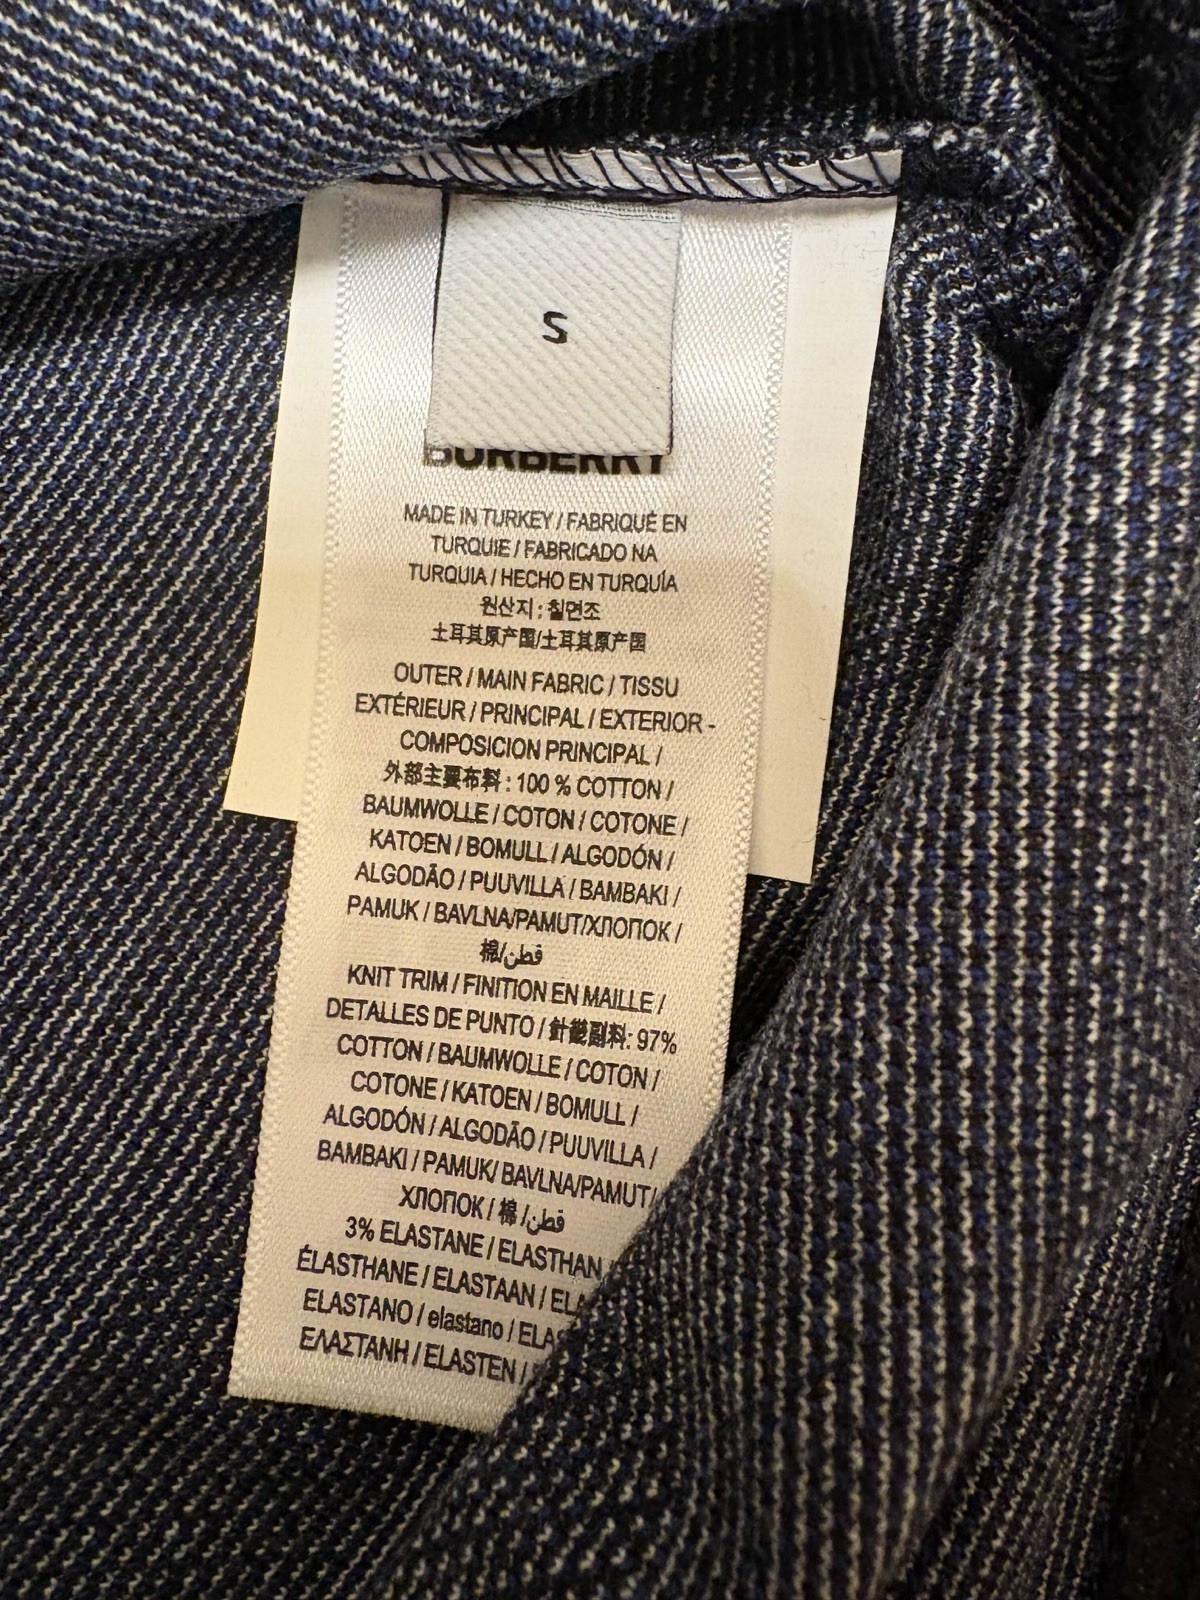 S
BURBERRY
MADE IN TURKEY / FABRIQUÉ EN
TURQUIE / FABRICADO NA
TURQUIA / HECHO EN TURQUÍA
원산지 : 칠면조
土耳其原产国/土耳其原产国
OUTER / MAIN FABRIC / TISSU
EXTÉRIEUR / PRINCIPAL / EXTERIOR -
COMPOSICION PRINCIPAL /
外部主要布料 : 100 % COTTON /
BAUMWOLLE / COTON / COTONE /
KATOEN / BOMULL / ALGODÓN /
ALGODÃO / PUUVILLA / BAMBAKI /
PAMUK / BAVLNA/PAMUT/ХЛОПОК /
棉/قطن
KNIT TRIM / FINITION EN MAILLE /
DETALLES DE PUNTO / 針織副料: 97%
COTTON / BAUMWOLLE / COTON /
COTONE / KATOEN / BOMULL /
ALGODÓN / ALGODÃO / PUUVILLA /
BAMBAKI / PAMUK/ BAVLNA/PAMUT/
ХЛОПОК / 棉 /قطن
3% ELASTANE / ELASTHAN /
ÉLASTHANE / ELASTAAN /
ELASTANO / elastano /
ΕΛΑΣΤΑΝΗ / ELASTEN /